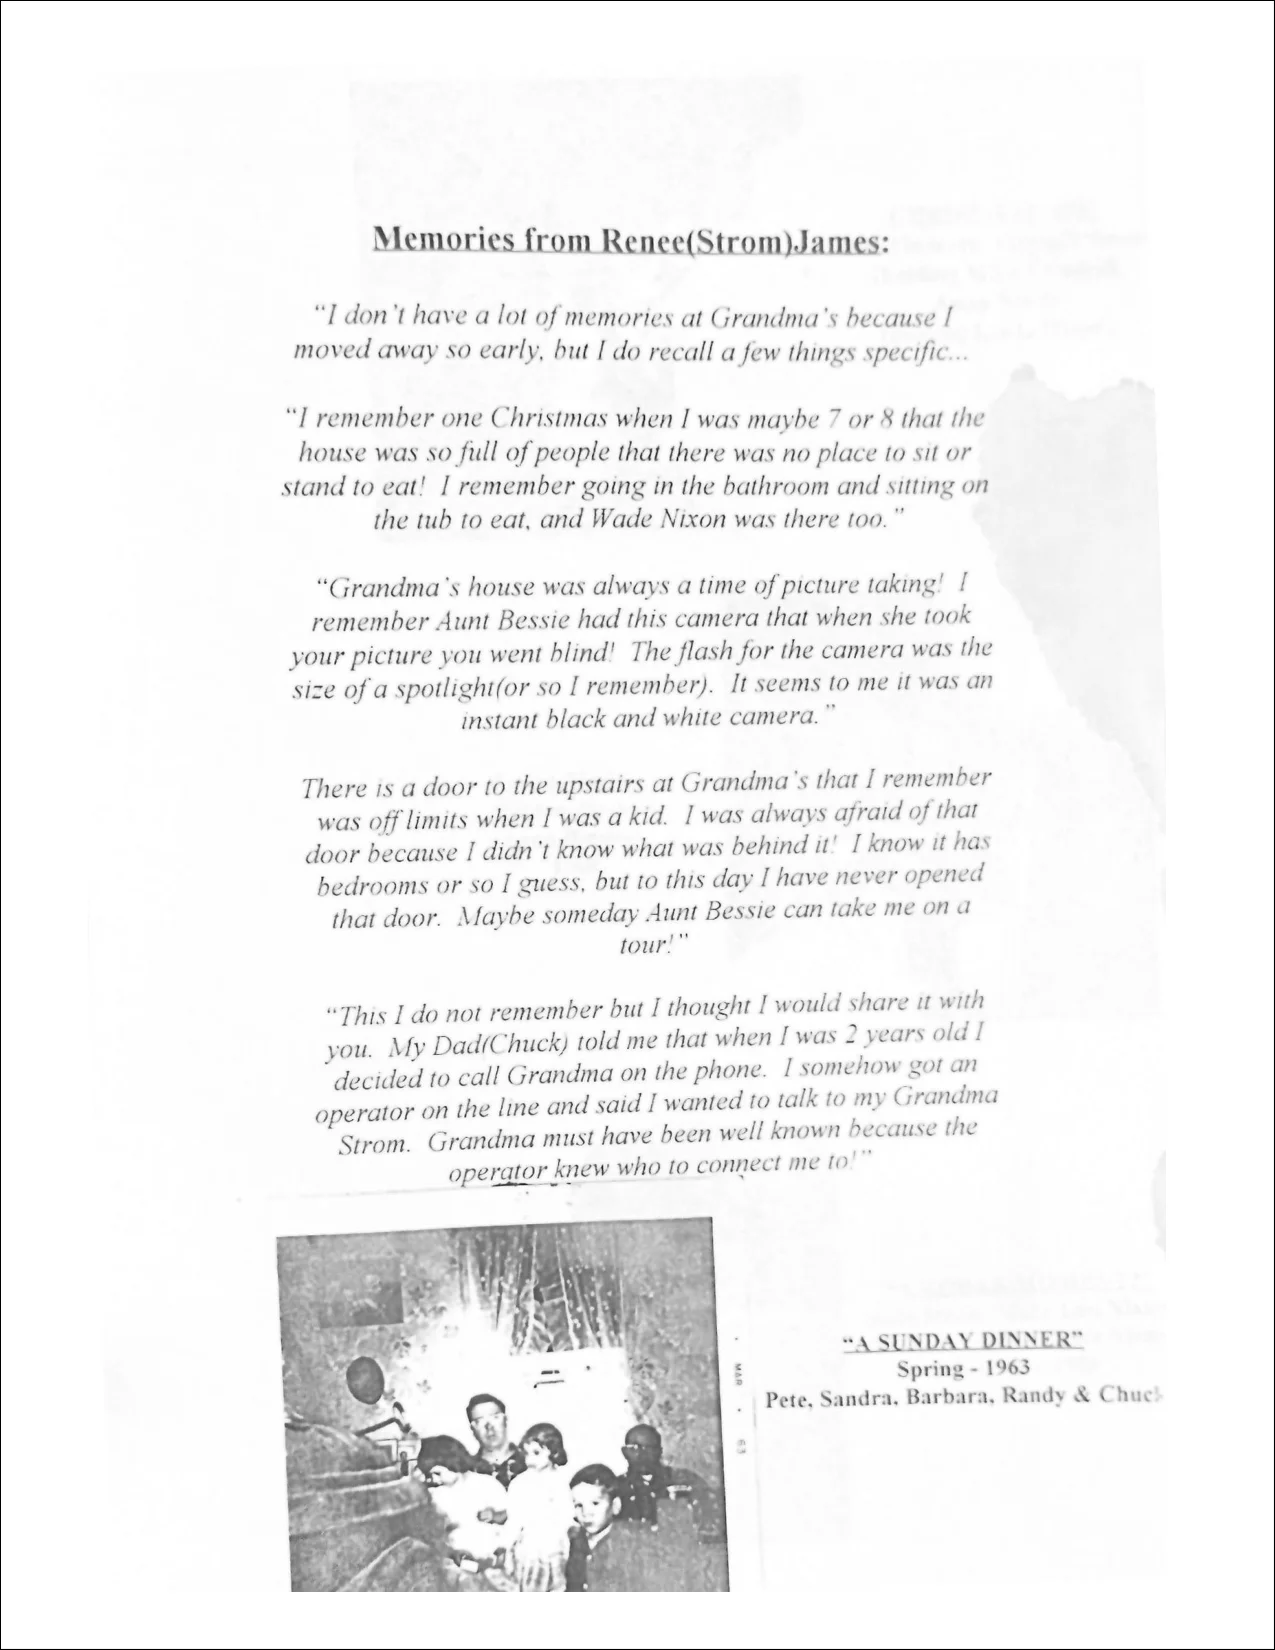 Memories from Renee(Strom)James:
“I don’t have a lot of memories at Grandma’s because I
moved away so early, but I do recall a few things specific...
“I remember one Christmas when I was maybe 7 or 8 that the
house was so full of people that there was no place to sit or
stand to eat!  I remember going in the bathroom and sitting on
the tub to eat, and Wade Nixon was there too.”
“Grandma’s house was always a time of picture taking!  I
remember Aunt Bessie had this camera that when she took
your picture you went blind!  The flash for the camera was the
size of a spotlight(or so I remember).  It seems to me it was an
instant black and white camera.”
There is a door to the upstairs at Grandma’s that I remember
was off limits when I was a kid.  I was always afraid of that
door because I didn’t know what was behind it!  I know it has
bedrooms or so I guess, but to this day I have never opened
that door.  Maybe someday Aunt Bessie can take me on a
tour!”
“This I do not remember but I thought I would share it with
you.  My Dad(Chuck) told me that when I was 2 years old I
decided to call Grandma on the phone.  I somehow got an
operator on the line and said I wanted to talk to my Grandma
Strom.  Grandma must have been well known because the
operator knew who to connect me to!”
MAR · 63
“A SUNDAY DINNER”
Spring - 1963
Pete, Sandra, Barbara, Randy & Chuck